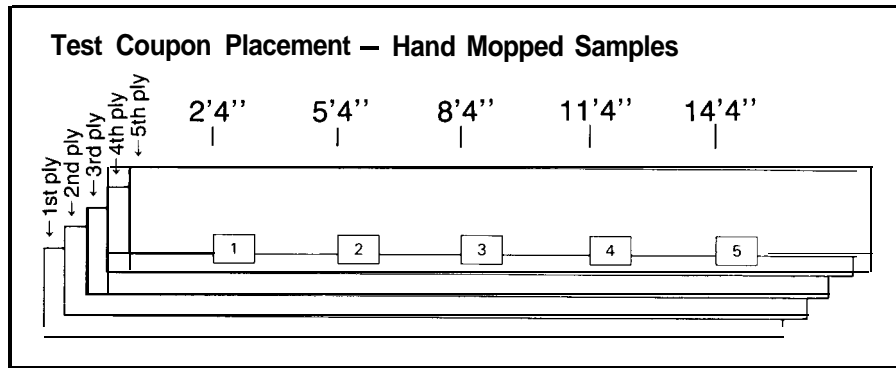 Test Coupon Placement – Hand Mopped Samples
2'4'' 5'4'' 8'4'' 11'4'' 14'4''
←1st ply
←2nd ply
←3rd ply
←4th ply
←5th ply
1 2 3 4 5